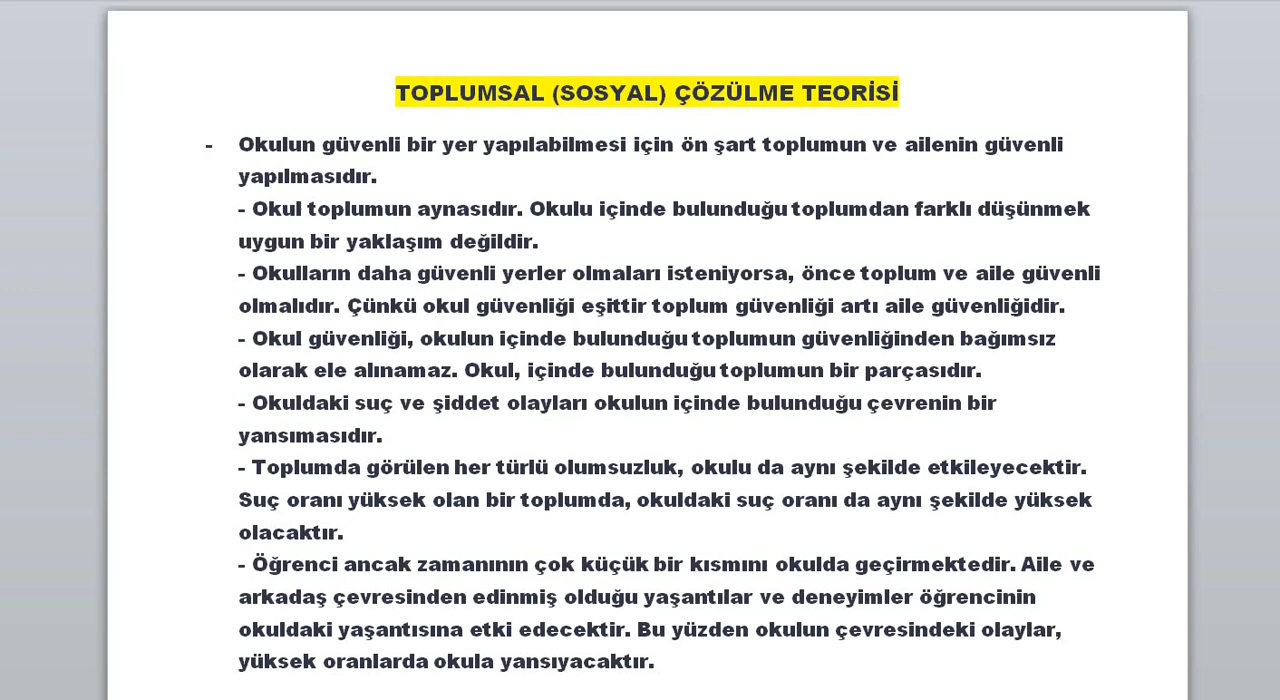 TOPLUMSAL (SOSYAL) ÇÖZÜLME TEORİSİ
- Okulun güvenli bir yer yapılabilmesi için ön şart toplumun ve ailenin güvenli
yapılmasıdır.
- Okul toplumun aynasıdır. Okulu içinde bulunduğu toplumdan farklı düşünmek
uygun bir yaklaşım değildir.
- Okulların daha güvenli yerler olmaları isteniyorsa, önce toplum ve aile güvenli
olmalıdır. Çünkü okul güvenliği eşittir toplum güvenliği artı aile güvenliğidir.
- Okul güvenliği, okulun içinde bulunduğu toplumun güvenliğinden bağımsız
olarak ele alınamaz. Okul, içinde bulunduğu toplumun bir parçasıdır.
- Okuldaki suç ve şiddet olayları okulun içinde bulunduğu çevrenin bir
yansımasıdır.
- Toplumda görülen her türlü olumsuzluk, okulu da aynı şekilde etkileyecektir.
Suç oranı yüksek olan bir toplumda, okuldaki suç oranı da aynı şekilde yüksek
olacaktır.
- Öğrenci ancak zamanının çok küçük bir kısmını okulda geçirmektedir. Aile ve
arkadaş çevresinden edinmiş olduğu yaşantılar ve deneyimler öğrencinin
okuldaki yaşantısına etki edecektir. Bu yüzden okulun çevresindeki olaylar,
yüksek oranlarda okula yansıyacaktır.